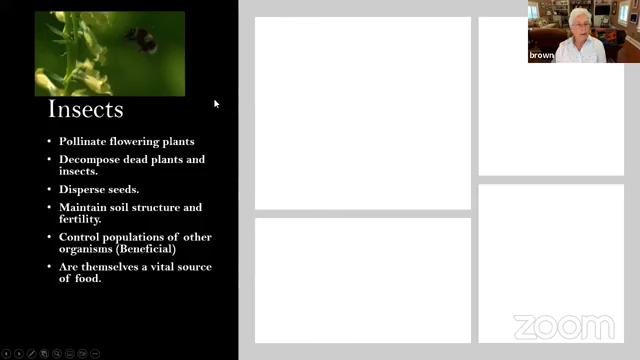 brown
Insects
• Pollinate flowering plants
• Decompose dead plants and
insects.
• Disperse seeds.
• Maintain soil structure and
fertility.
• Control populations of other
organisms (Beneficial)
• Are themselves a vital source
of food.
zoom